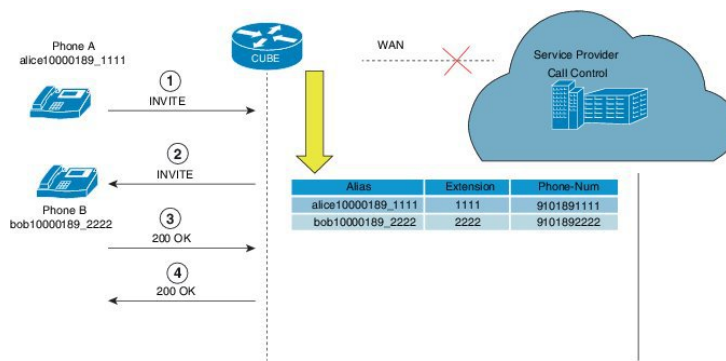 Phone A
alice10000189_1111
1
INVITE
CUBE
WAN
Service Provider
Call Control
2
INVITE
Phone B
bob10000189_2222
Alias Extension Phone-Num
alice10000189_1111 1111 9101891111
bob10000189_2222 2222 9101892222
3
200 OK
4
200 OK